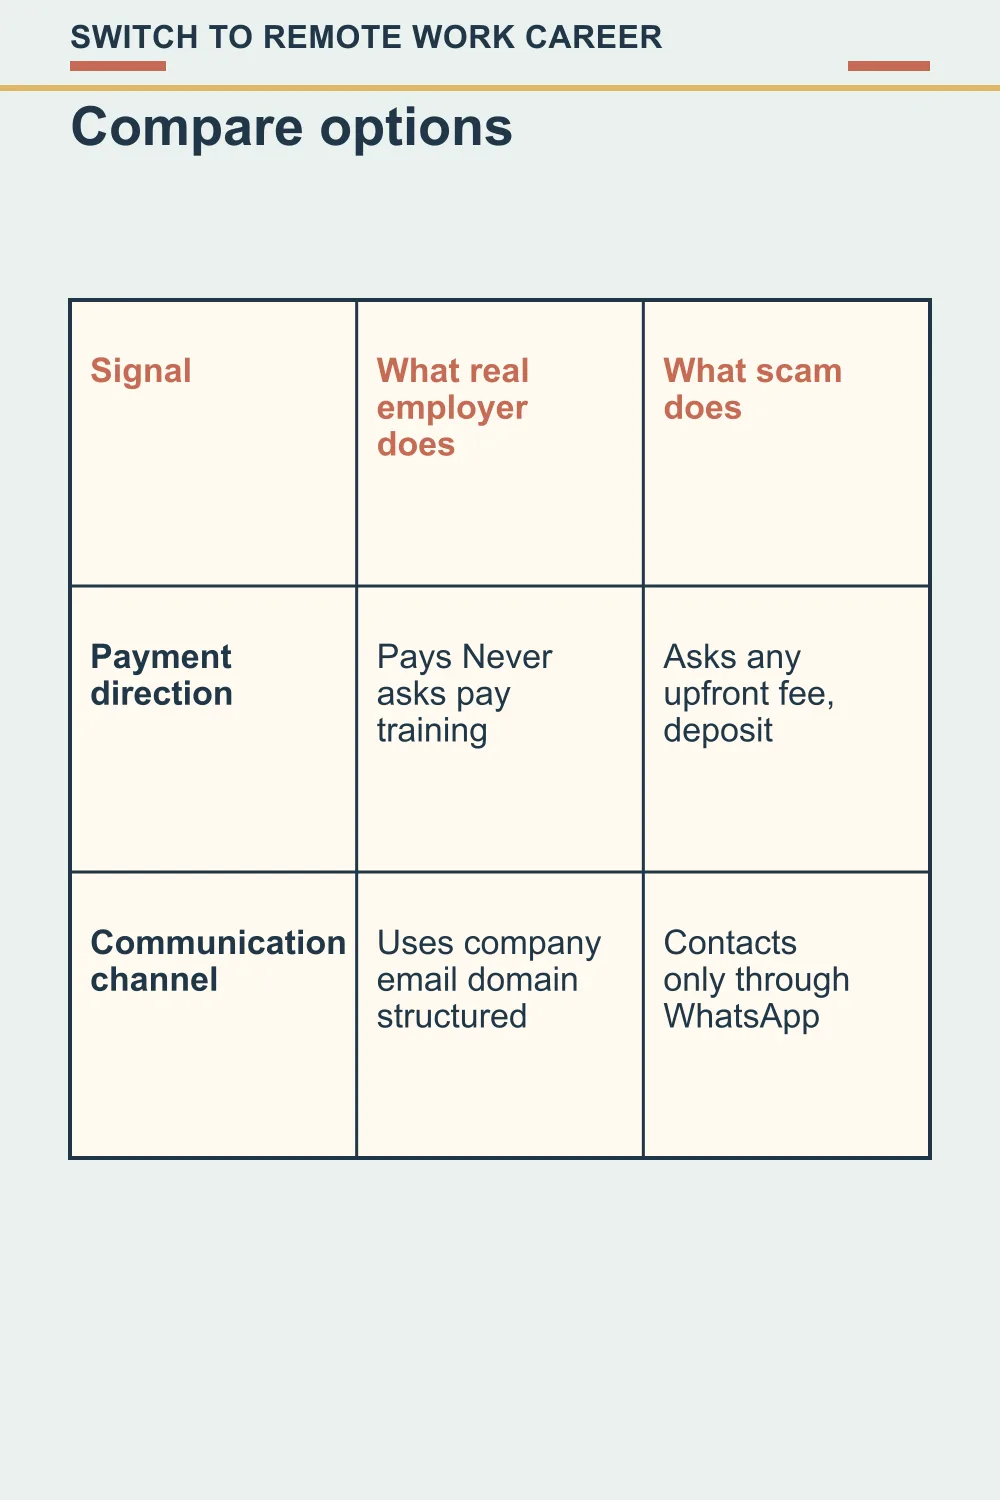 SWITCH TO REMOTE WORK CAREER
Compare options
Signal
What real
employer
does
What scam
does
Payment
direction
Pays Never
asks pay
training
Asks any
upfront fee,
deposit
Communication
channel
Uses company
email domain
structured
Contacts
only through
WhatsApp